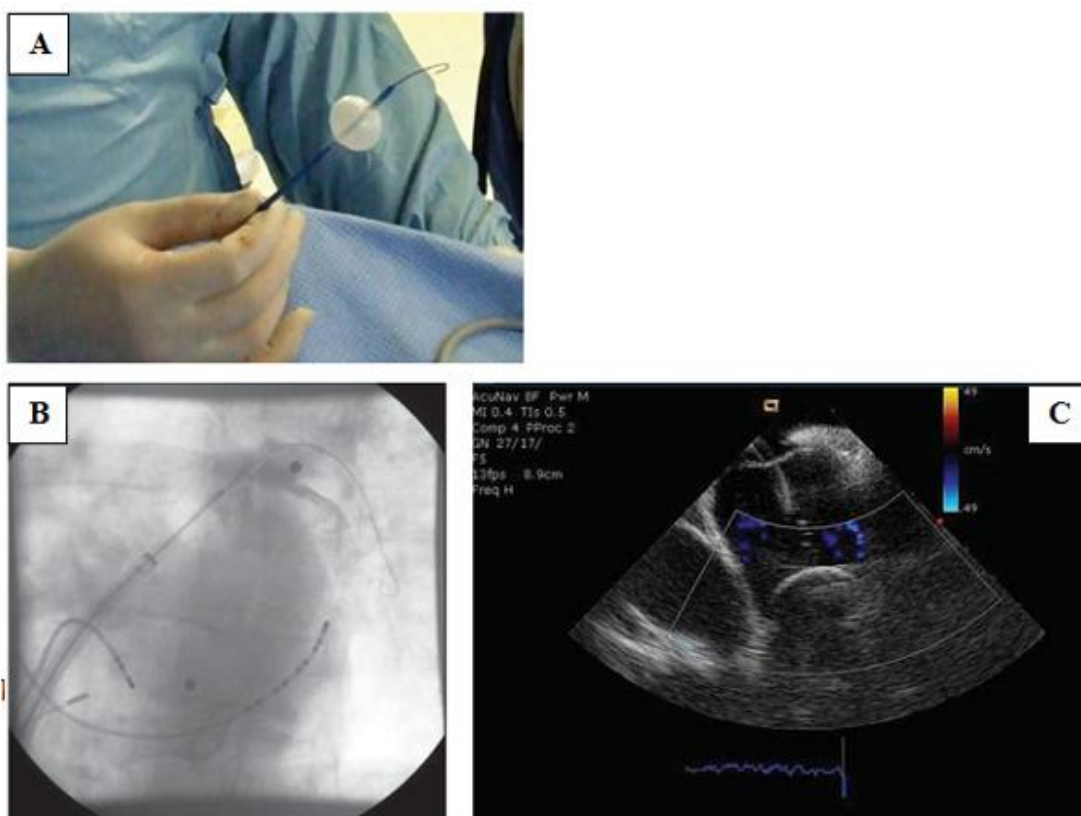 A
B
C
AcuNav 8F Pwr M
MI 0.4 TIs 0.5
Comp 4 PProc 2
GN 27/17/
F5
13fps 8.9cm
Freq H
49
cm/s
.49